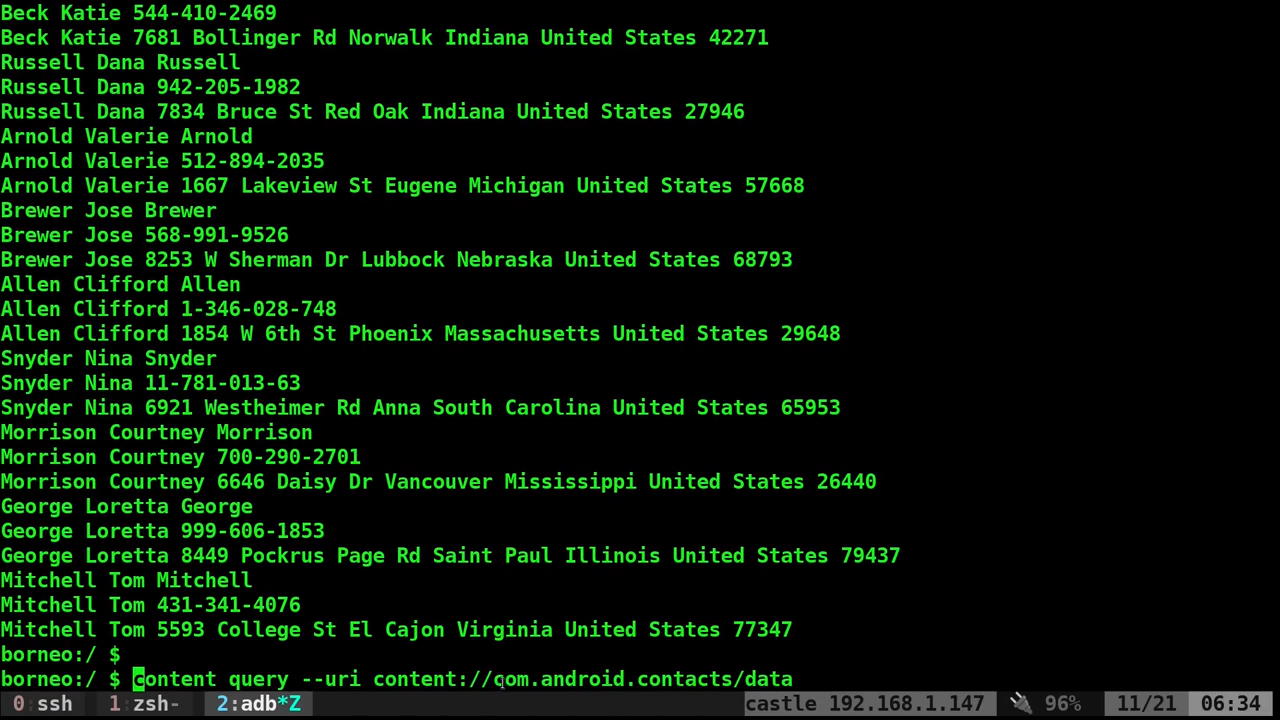 Beck Katie 544-410-2469
Beck Katie 7681 Bollinger Rd Norwalk Indiana United States 42271
Russell Dana Russell
Russell Dana 942-205-1982
Russell Dana 7834 Bruce St Red Oak Indiana United States 27946
Arnold Valerie Arnold
Arnold Valerie 512-894-2035
Arnold Valerie 1667 Lakeview St Eugene Michigan United States 57668
Brewer Jose Brewer
Brewer Jose 568-991-9526
Brewer Jose 8253 W Sherman Dr Lubbock Nebraska United States 68793
Allen Clifford Allen
Allen Clifford 1-346-028-748
Allen Clifford 1854 W 6th St Phoenix Massachusetts United States 29648
Snyder Nina Snyder
Snyder Nina 11-781-013-63
Snyder Nina 6921 Westheimer Rd Anna South Carolina United States 65953
Morrison Courtney Morrison
Morrison Courtney 700-290-2701
Morrison Courtney 6646 Daisy Dr Vancouver Mississippi United States 26440
George Loretta George
George Loretta 999-606-1853
George Loretta 8449 Pockrus Page Rd Saint Paul Illinois United States 79437
Mitchell Tom Mitchell
Mitchell Tom 431-341-4076
Mitchell Tom 5593 College St El Cajon Virginia United States 77347
borneo:/ $
borneo:/ $ content query --uri content://com.android.contacts/data
0:ssh 1:zsh- 2:adb*Z castle 192.168.1.147 96% 11/21 06:34